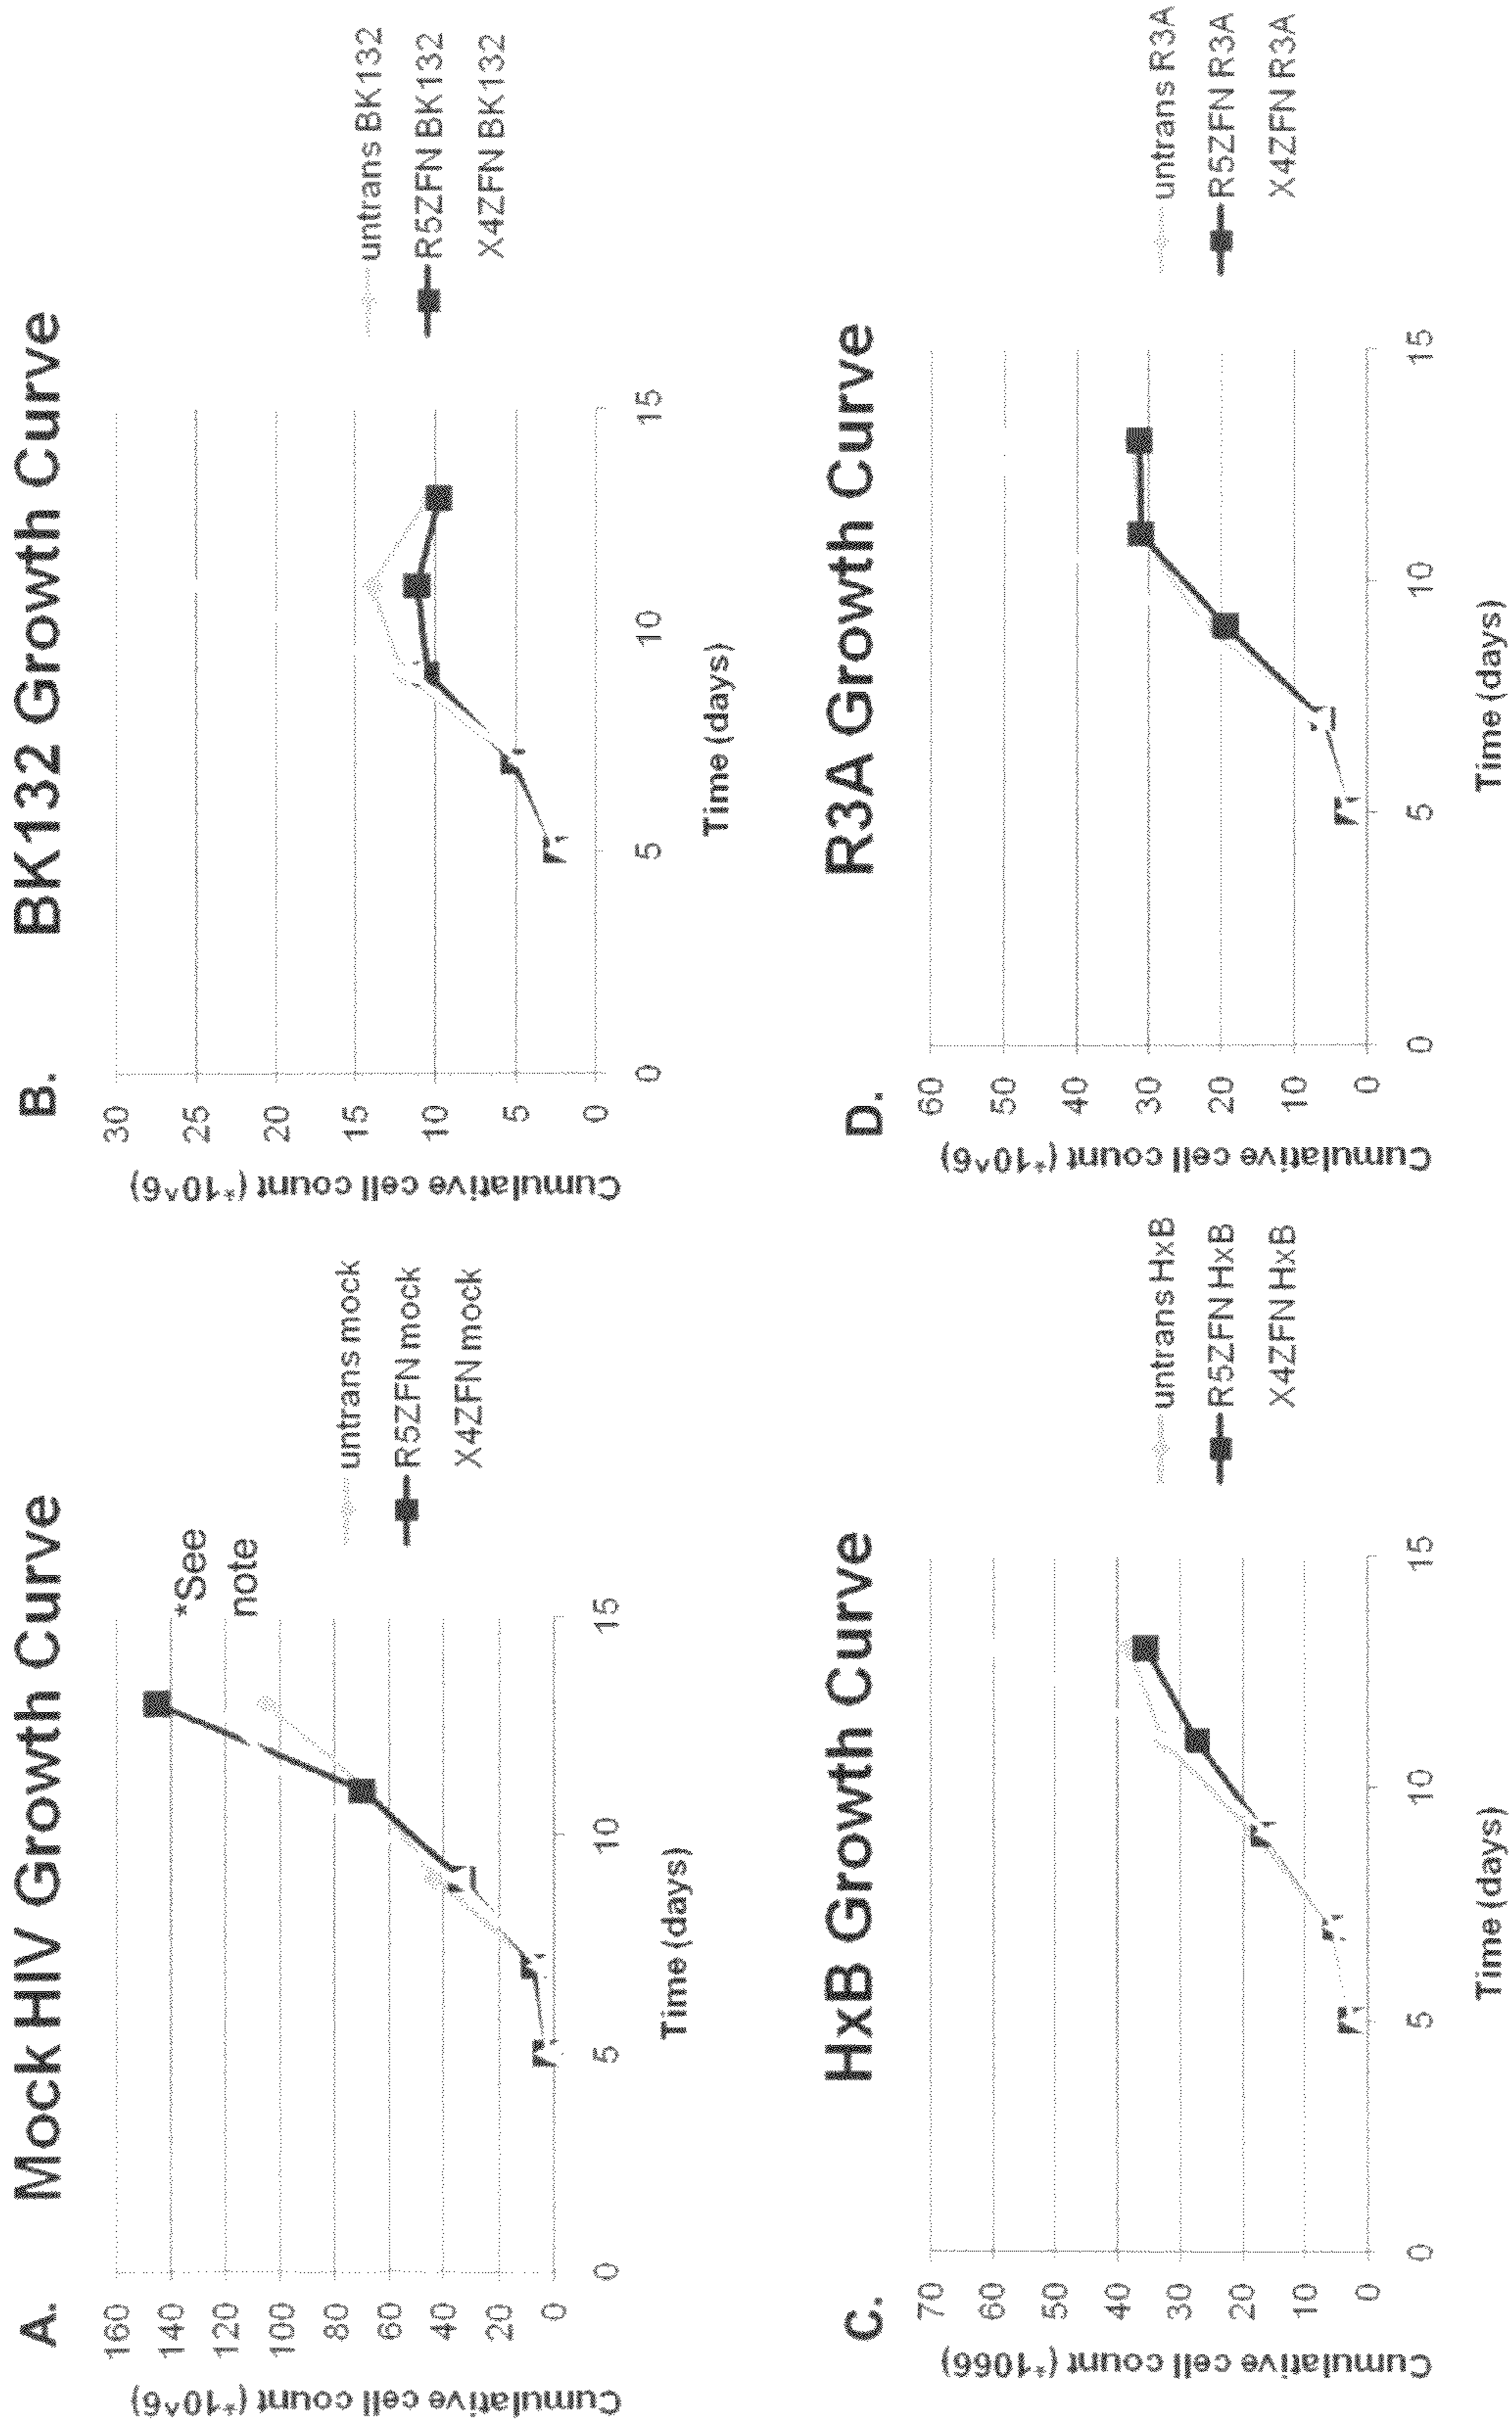 A.
Mock HIV Growth Curve
Cumulative cell count (*10^6)
160
140
120
100
80
60
40
20
0
0
5
10
15
Time (days)
*See
note
untrans mock
R5ZFN mock
X4ZFN mock
B.
BK132 Growth Curve
Cumulative cell count (*10^6)
30
25
20
15
10
5
0
0
5
10
15
Time (days)
untrans BK132
R5ZFN BK132
X4ZFN BK132
C.
HxB Growth Curve
Cumulative cell count (*1066)
70
60
50
40
30
20
10
0
0
5
10
15
Time (days)
untrans HxB
R5ZFN HxB
X4ZFN HxB
D.
R3A Growth Curve
Cumulative cell count (*10^6)
60
50
40
30
20
10
0
0
5
10
15
Time (days)
untrans R3A
R5ZFN R3A
X4ZFN R3A